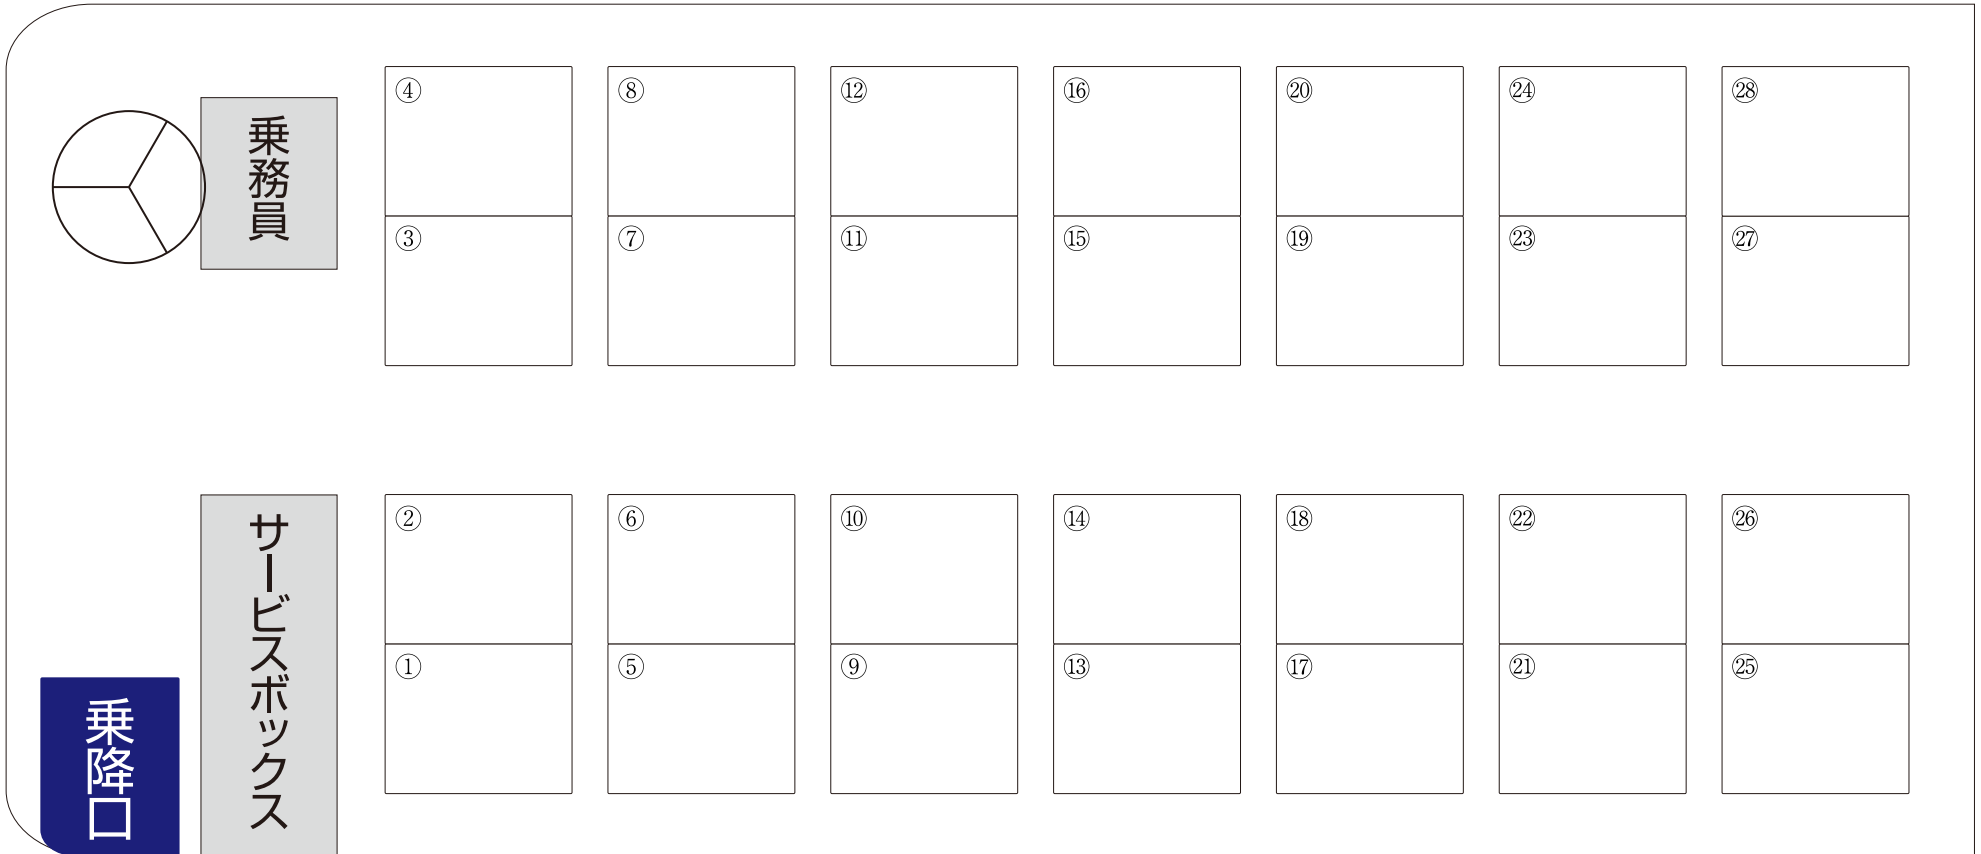 乗務員
④ ⑧ ⑫ ⑯ ⑳ ㉔ ㉘
③ ⑦ ⑪ ⑮ ⑲ ㉓ ㉗
サービスボックス
② ⑥ ⑩ ⑭ ⑱ ㉒ ㉖
① ⑤ ⑨ ⑬ ⑰ ㉑ ㉕
乗降口